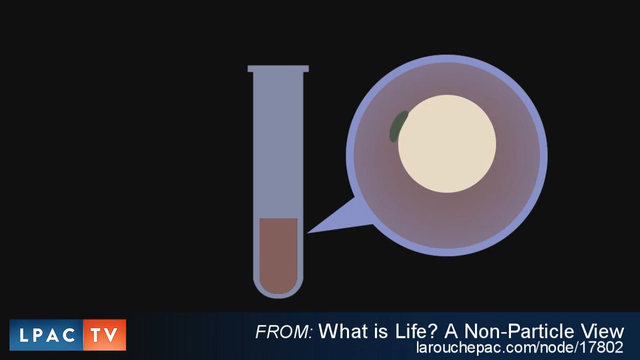 LPAC TV
FROM: What is Life? A Non-Particle View
larouchepac.com/node/17802